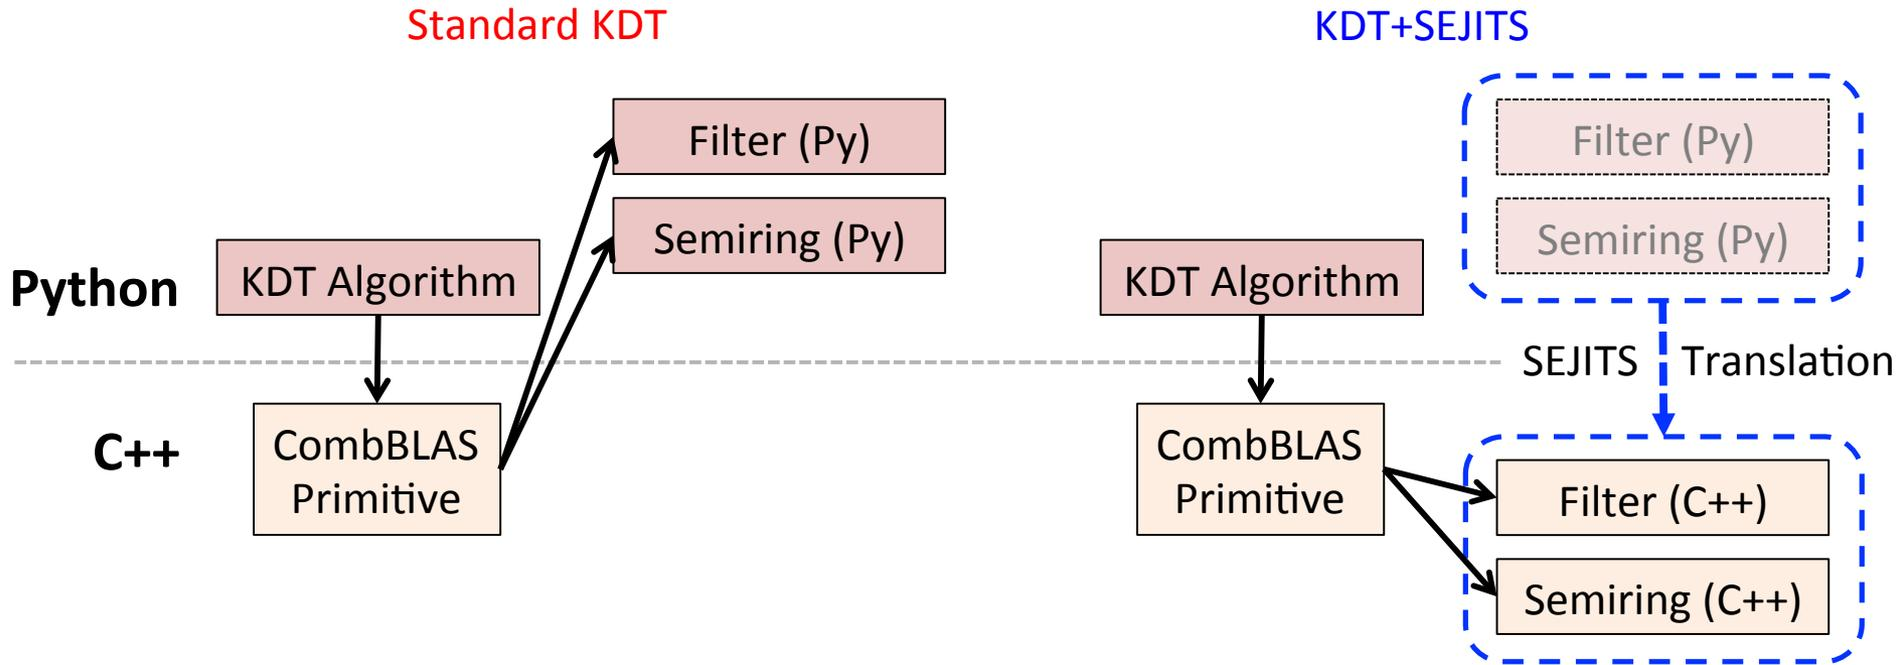 Standard KDT
KDT+SEJITS
Filter (Py)
Semiring (Py)
KDT Algorithm
Python
C++
CombBLAS
Primitive
Filter (Py)
Semiring (Py)
KDT Algorithm
SEJITS Translation
CombBLAS
Primitive
Filter (C++)
Semiring (C++)